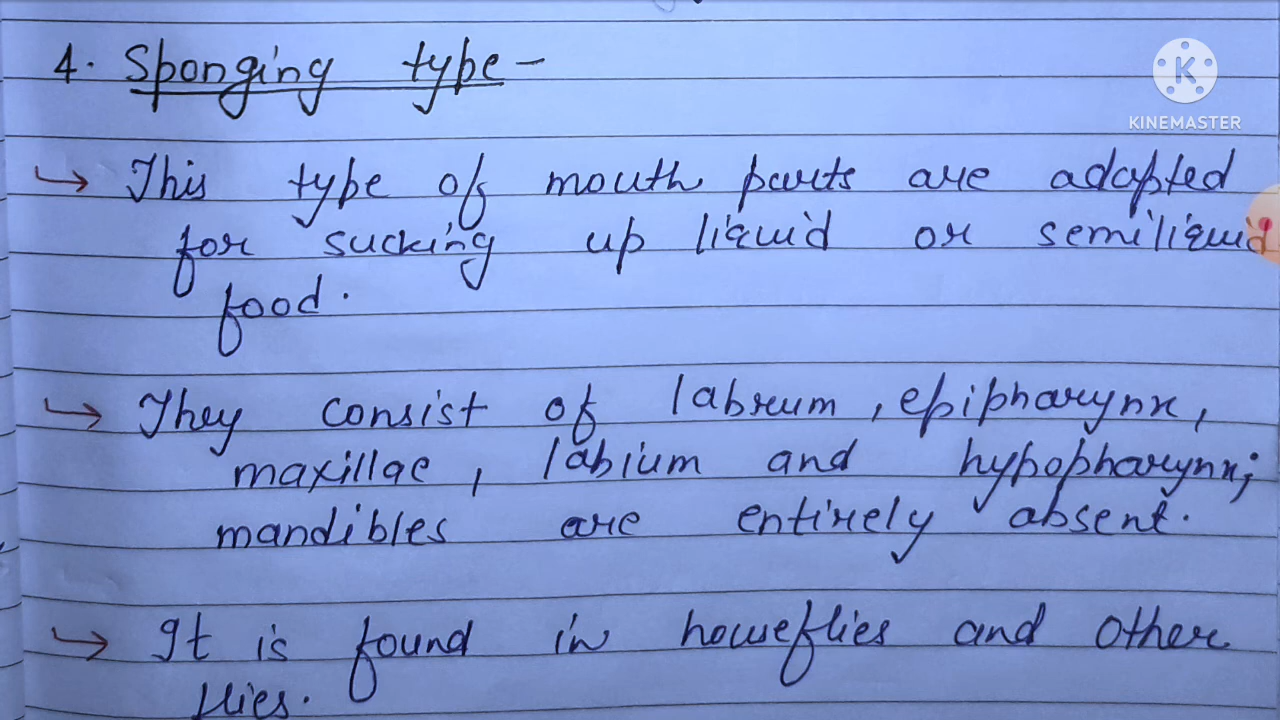 4. Sponging type -
KINEMASTER
→ This type of mouth parts are adapted
for sucking up liquid or semiliquid
food.
→ They consist of labrum, epipharynx,
maxillae, labium and hypopharynx;
mandibles are entirely absent.
→ It is found in houseflies and other
flies.